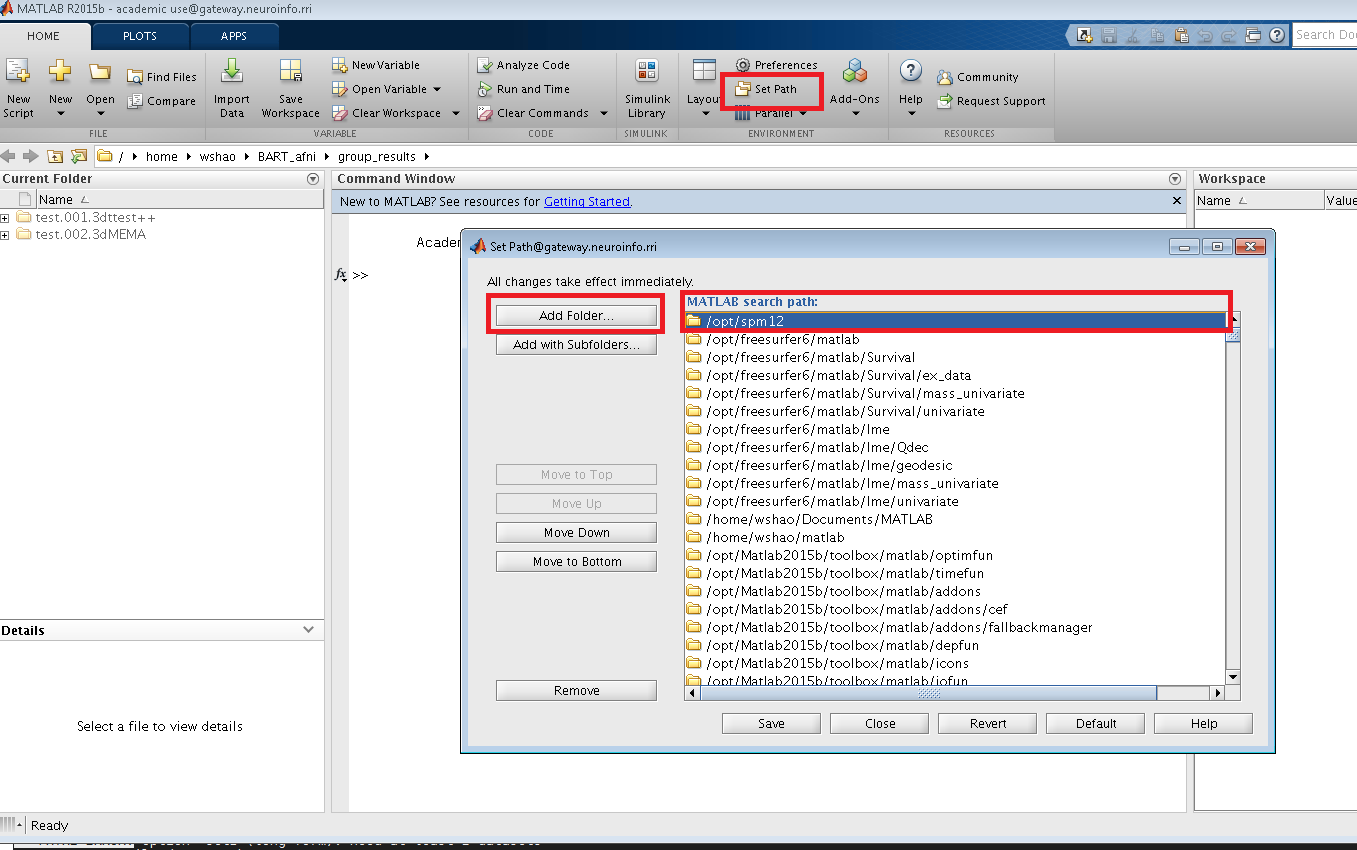 MATLAB R2015b - academic use@gateway.neuroinfo.rri
HOME PLOTS APPS
Search Doc
New Script
New
Open
Find Files
Compare
FILE
Import Data
Save Workspace
New Variable
Open Variable
Clear Workspace
VARIABLE
Analyze Code
Run and Time
Clear Commands
CODE
Simulink Library
SIMULINK
Layout
Preferences
Set Path
Parallel
Add-Ons
ENVIRONMENT
Help
Community
Request Support
RESOURCES
/ home wshao BART_afni group_results
Current Folder
Name
test.001.3dttest++
test.002.3dMEMA
Details
Select a file to view details
Command Window
New to MATLAB? See resources for Getting Started.
Academ
fx >>
Workspace
Name Value
Set Path@gateway.neuroinfo.rri
All changes take effect immediately.
Add Folder...
Add with Subfolders...
Move to Top
Move Up
Move Down
Move to Bottom
Remove
MATLAB search path:
/opt/spm12
/opt/freesurfer6/matlab
/opt/freesurfer6/matlab/Survival
/opt/freesurfer6/matlab/Survival/ex_data
/opt/freesurfer6/matlab/Survival/mass_univariate
/opt/freesurfer6/matlab/Survival/univariate
/opt/freesurfer6/matlab/lme
/opt/freesurfer6/matlab/lme/Qdec
/opt/freesurfer6/matlab/lme/geodesic
/opt/freesurfer6/matlab/lme/mass_univariate
/opt/freesurfer6/matlab/lme/univariate
/home/wshao/Documents/MATLAB
/home/wshao/matlab
/opt/Matlab2015b/toolbox/matlab/optimfun
/opt/Matlab2015b/toolbox/matlab/timefun
/opt/Matlab2015b/toolbox/matlab/addons
/opt/Matlab2015b/toolbox/matlab/addons/cef
/opt/Matlab2015b/toolbox/matlab/addons/fallbackmanager
/opt/Matlab2015b/toolbox/matlab/depfun
/opt/Matlab2015b/toolbox/matlab/icons
/opt/Matlab2015b/toolbox/matlab/iofun
Save Close Revert Default Help
Ready